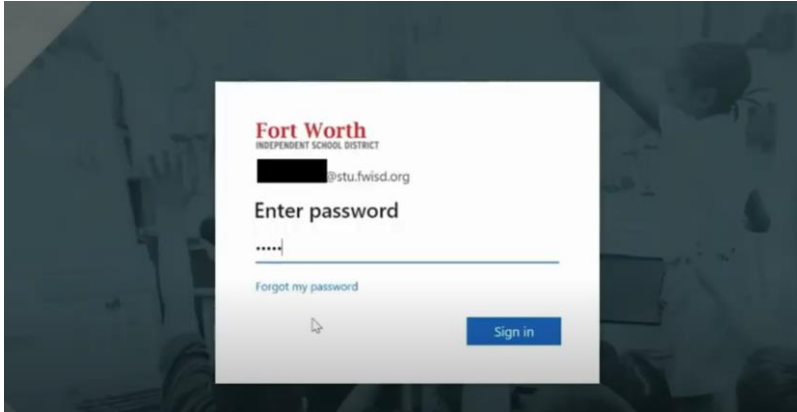 Fort Worth
INDEPENDENT SCHOOL DISTRICT
@stu.fwisd.org
Enter password
•••••
Forgot my password
Sign in